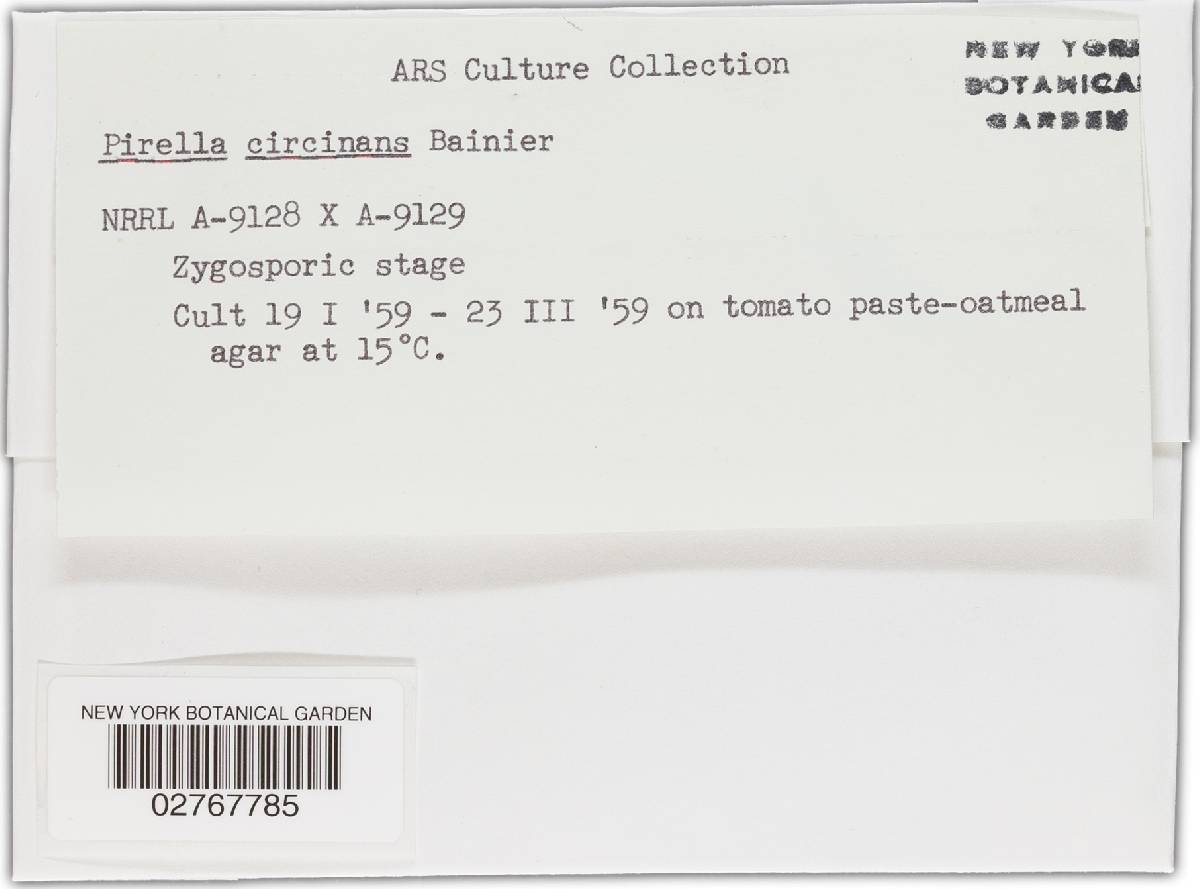 ARS Culture Collection
NEW YORK
BOTANICAL
GARDEN
Pirella circinans Bainier
NRRL A-9128 X A-9129
Zygosporic stage
Cult 19 I '59 - 23 III '59 on tomato paste-oatmeal
agar at 15°C.
NEW YORK BOTANICAL GARDEN
02767785